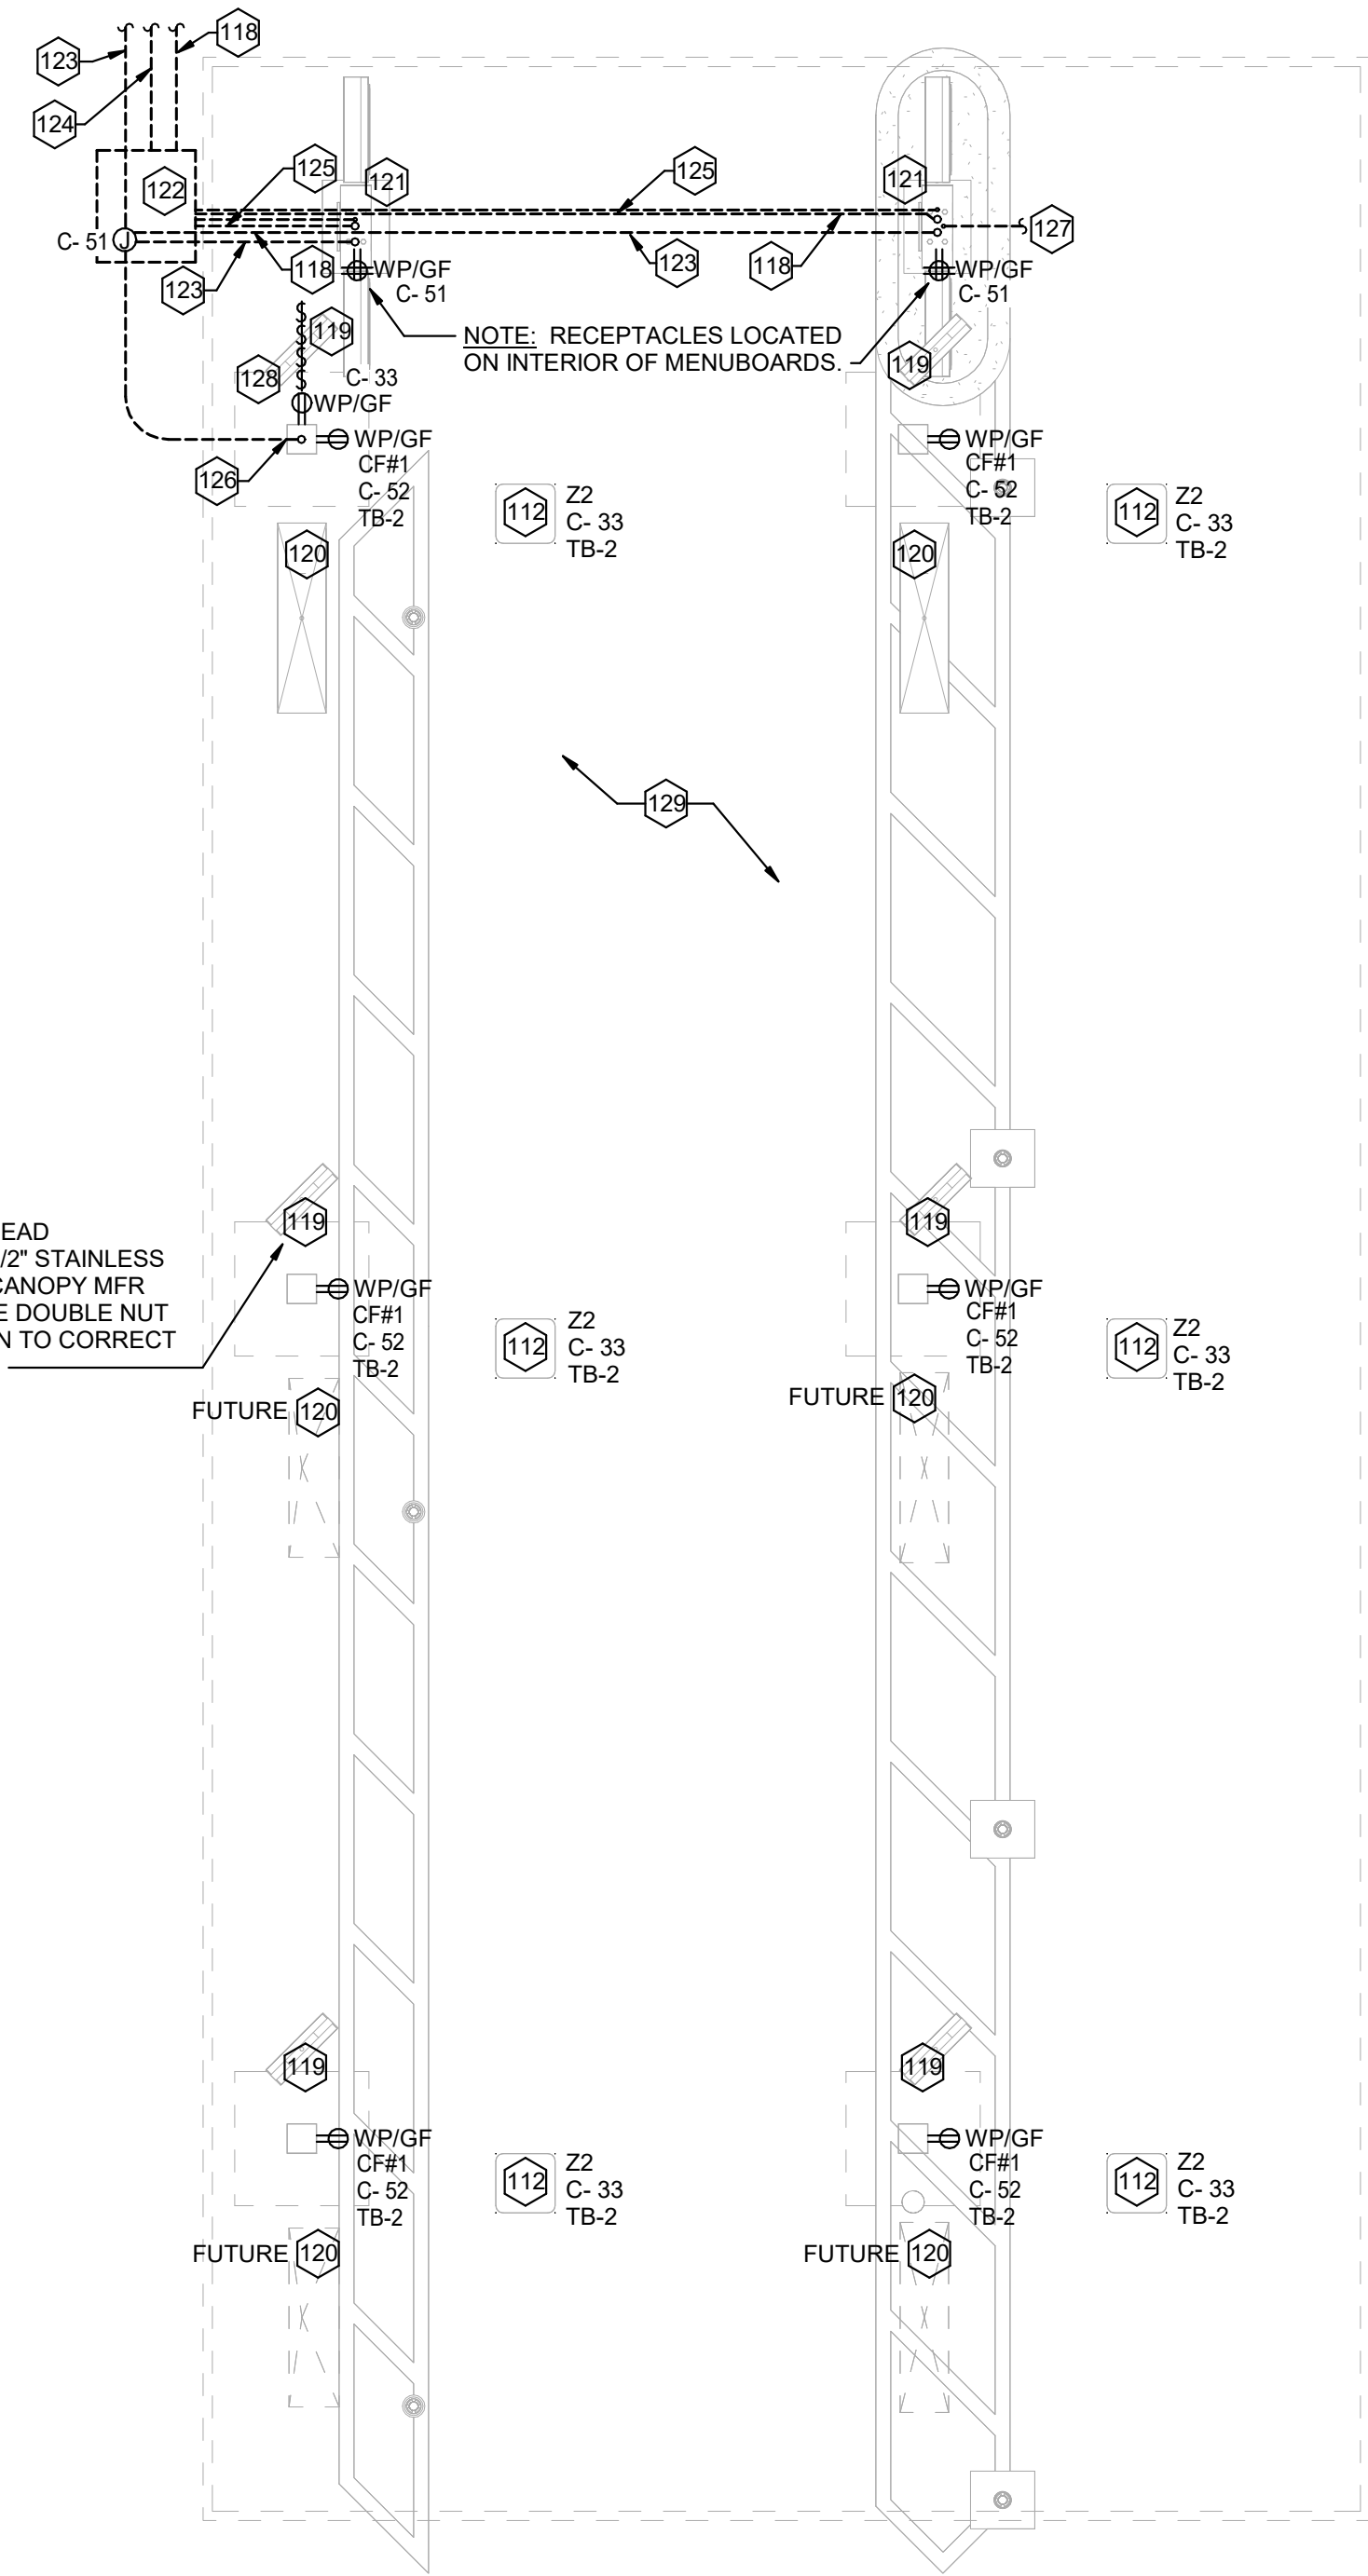 118
123
124
125
125
121
121
122
C- 51
J
127
118
123
118
123
WP/GF
C- 51
WP/GF
C- 51
NOTE: RECEPTACLES LOCATED
ON INTERIOR OF MENUBOARDS.
119
119
128
C- 33
WP/GF
WP/GF
CF#1
C- 52
TB-2
WP/GF
CF#1
C- 52
TB-2
126
112
Z2
C- 33
TB-2
112
Z2
C- 33
TB-2
120
120
129
119
119
EAD
/2" STAINLESS
CANOPY MFR
E DOUBLE NUT
N TO CORRECT
WP/GF
CF#1
C- 52
TB-2
WP/GF
CF#1
C- 52
TB-2
112
Z2
C- 33
TB-2
112
Z2
C- 33
TB-2
FUTURE 120
FUTURE 120
119
119
WP/GF
CF#1
C- 52
TB-2
WP/GF
CF#1
C- 52
TB-2
112
Z2
C- 33
TB-2
112
Z2
C- 33
TB-2
FUTURE 120
FUTURE 120